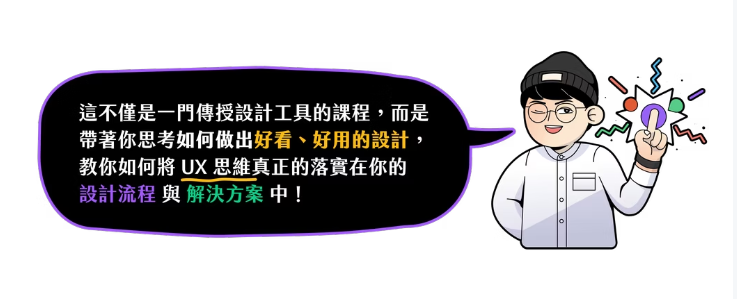 這不僅是一門傳授設計工具的課程，而是
帶著你思考如何做出好看、好用的設計，
教你如何將 UX 思維真正的落實在你的
設計流程 與 解決方案 中！